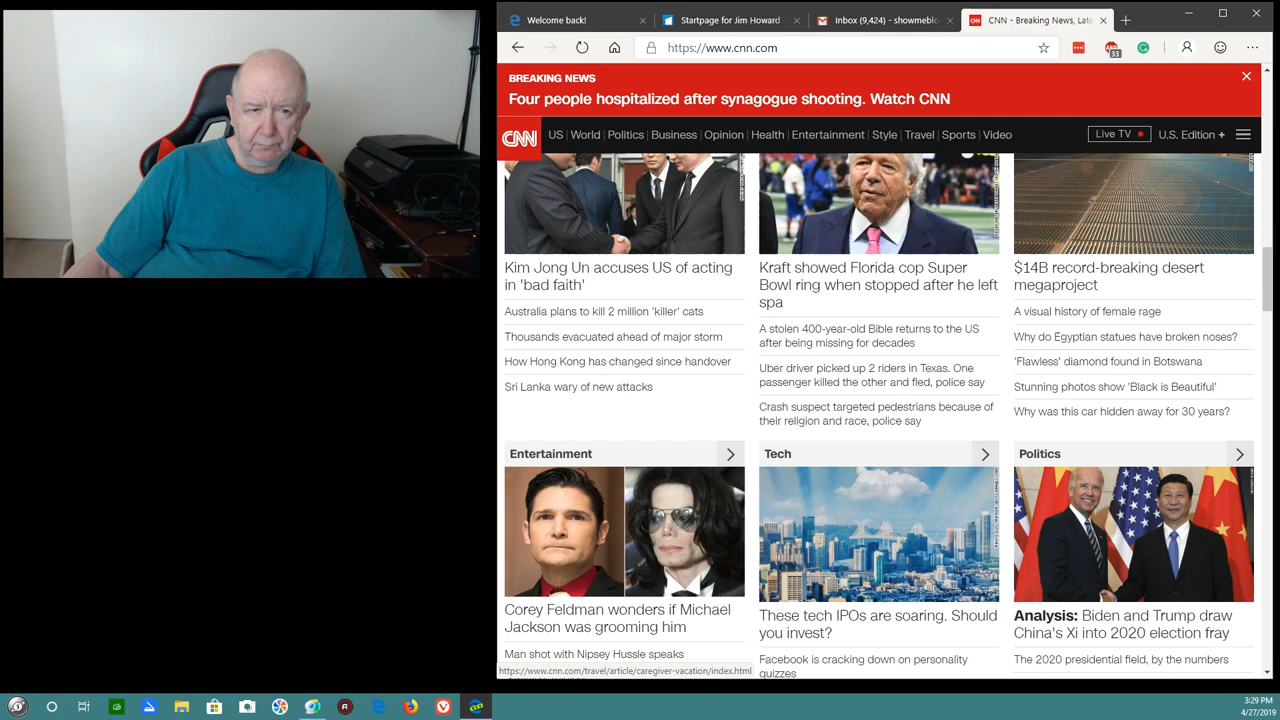 Welcome back!
Startpage for Jim Howard
Inbox (9,424) - showmeblo
CNN - Breaking News, Late
https://www.cnn.com
33
BREAKING NEWS
Four people hospitalized after synagogue shooting. Watch CNN
CNN
US | World | Politics | Business | Opinion | Health | Entertainment | Style | Travel | Sports | Video
Live TV
U.S. Edition +
Kim Jong Un accuses US of acting
in 'bad faith'
Australia plans to kill 2 million 'killer' cats
Thousands evacuated ahead of major storm
How Hong Kong has changed since handover
Sri Lanka wary of new attacks
Kraft showed Florida cop Super
Bowl ring when stopped after he left
spa
A stolen 400-year-old Bible returns to the US
after being missing for decades
Uber driver picked up 2 riders in Texas. One
passenger killed the other and fled, police say
Crash suspect targeted pedestrians because of
their religion and race, police say
$14B record-breaking desert
megaproject
A visual history of female rage
Why do Egyptian statues have broken noses?
'Flawless' diamond found in Botswana
Stunning photos show 'Black is Beautiful'
Why was this car hidden away for 30 years?
Entertainment
Corey Feldman wonders if Michael
Jackson was grooming him
Man shot with Nipsey Hussle speaks
Tech
These tech IPOs are soaring. Should
you invest?
Facebook is cracking down on personality
quizzes
Politics
Analysis: Biden and Trump draw
China's Xi into 2020 election fray
The 2020 presidential field, by the numbers
https://www.cnn.com/travel/article/caregiver-vacation/index.html
3:29 PM
4/27/2019